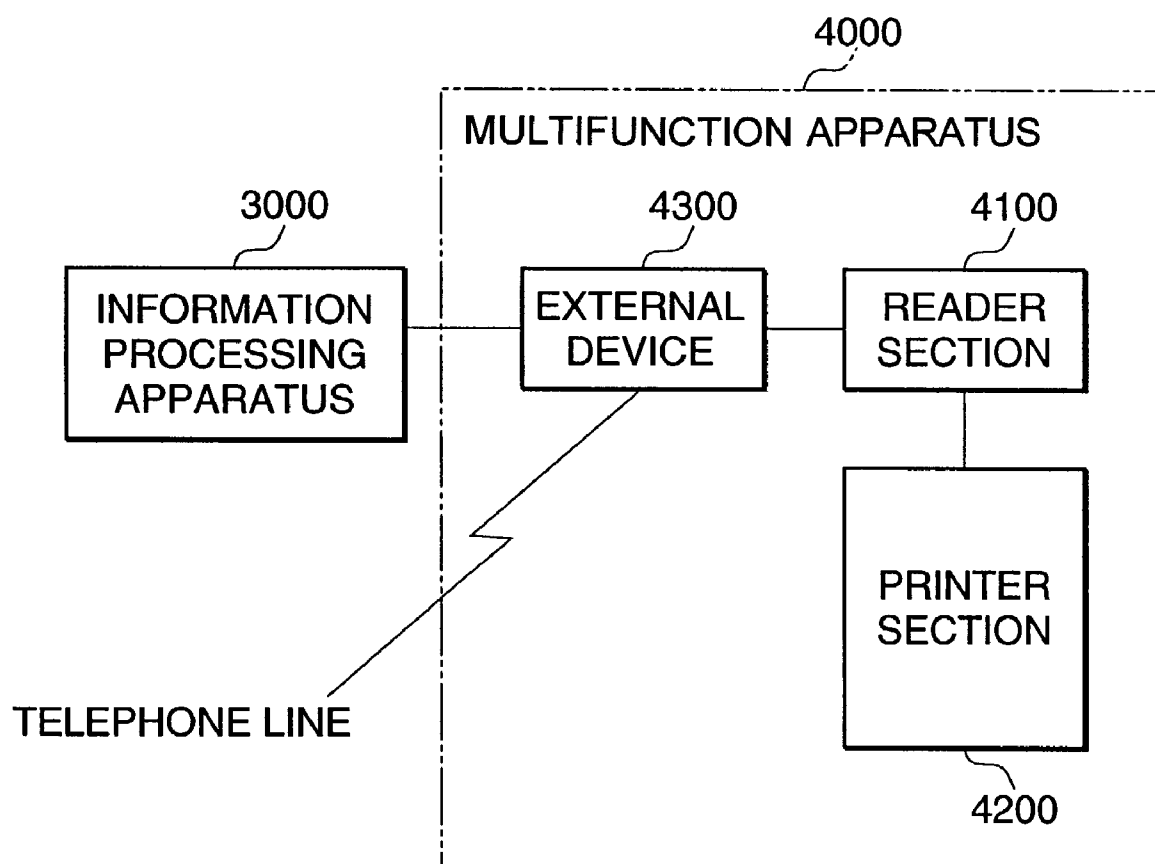 4000
MULTIFUNCTION APPARATUS
3000
4300
4100
INFORMATION
PROCESSING
APPARATUS
EXTERNAL
DEVICE
READER
SECTION
PRINTER
SECTION
TELEPHONE LINE
4200